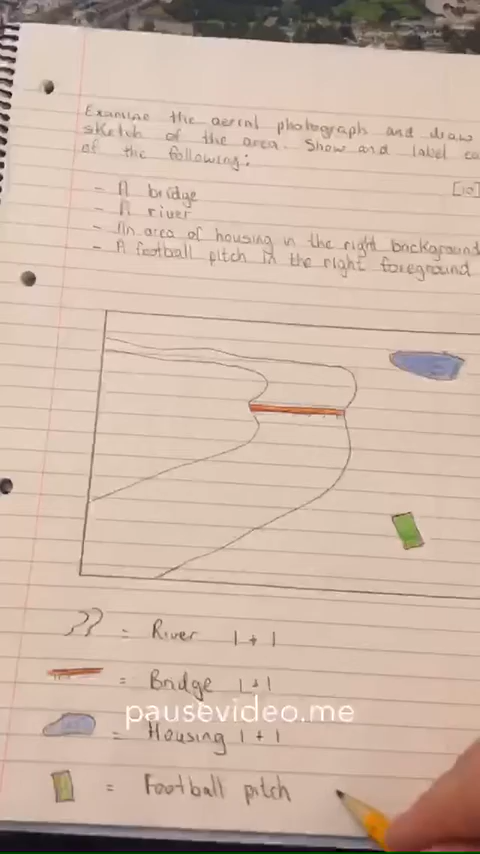 Examine the aerial photograph and draw
sketch of the area. Show and label
of the following:
[10]
- A bridge
- A river
- An area of housing in the right background
- A football pitch in the right foreground
= River 1 + 1
= Bridge 1 + 1
pausevideo.me
= Housing 1 + 1
= Football pitch